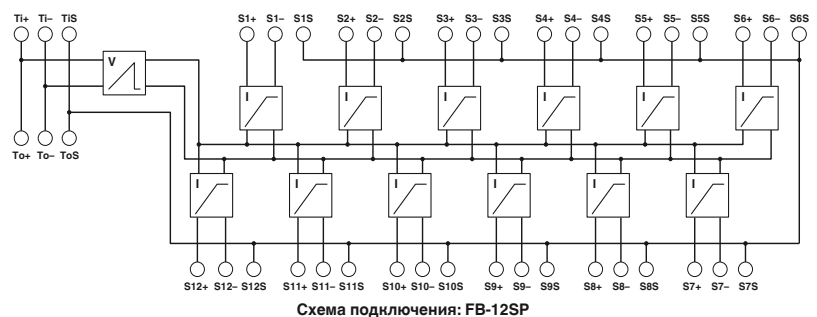 Ti+ Ti– TiS S1+ S1– S1S S2+ S2– S2S S3+ S3– S3S S4+ S4– S4S S5+ S5– S5S S6+ S6– S6S
V
I I I I I I
To+ To– ToS
I I I I I I
S12+ S12– S12S S11+ S11– S11S S10+ S10– S10S S9+ S9– S9S S8+ S8– S8S S7+ S7– S7S
Схема подключения: FB-12SP